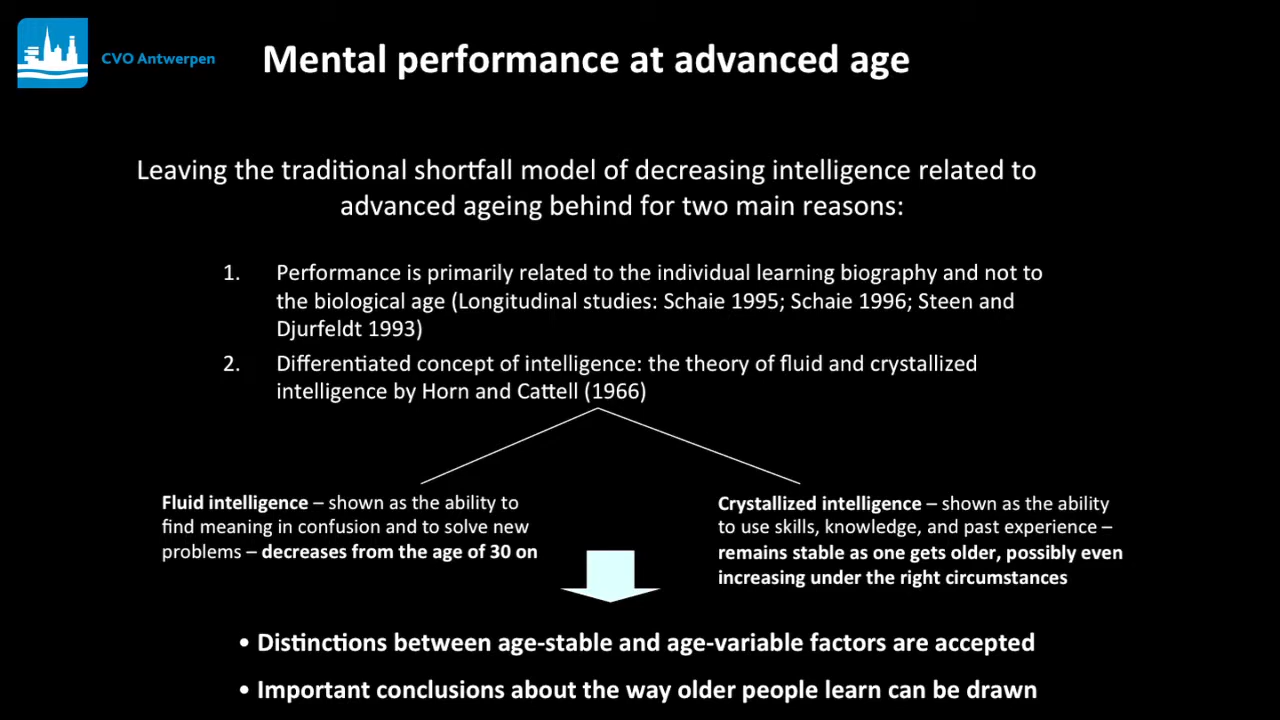 CVO Antwerpen
Mental performance at advanced age
Leaving the traditional shortfall model of decreasing intelligence related to
advanced ageing behind for two main reasons:
1. Performance is primarily related to the individual learning biography and not to
the biological age (Longitudinal studies: Schaie 1995; Schaie 1996; Steen and
Djurfeldt 1993)
2. Differentiated concept of intelligence: the theory of fluid and crystallized
intelligence by Horn and Cattell (1966)
Fluid intelligence – shown as the ability to
find meaning in confusion and to solve new
problems – decreases from the age of 30 on
Crystallized intelligence – shown as the ability
to use skills, knowledge, and past experience –
remains stable as one gets older, possibly even
increasing under the right circumstances
• Distinctions between age-stable and age-variable factors are accepted
• Important conclusions about the way older people learn can be drawn